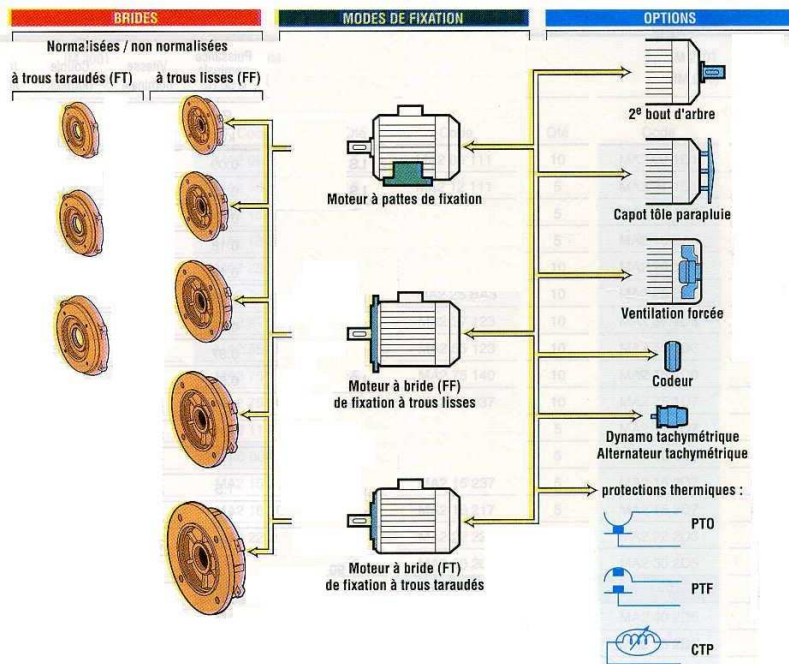 BRIDES
MODES DE FIXATION
OPTIONS
Normalisées / non normalisées
à trous taraudés (FT)
à trous lisses (FF)
Moteur à pattes de fixation
Moteur à bride (FF)
de fixation à trous lisses
Moteur à bride (FT)
de fixation à trous taraudés
2e bout d'arbre
Capot tôle parapluie
Ventilation forcée
Codeur
Dynamo tachymétrique
Alternateur tachymétrique
protections thermiques :
PTO
PTF
CTP